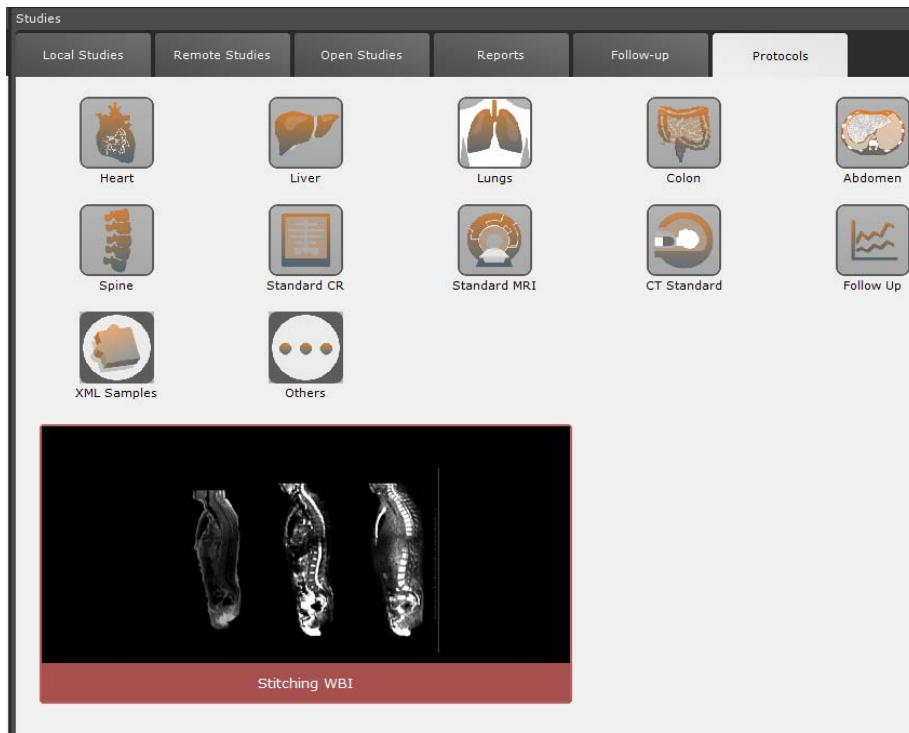 Studies
Local Studies Remote Studies Open Studies Reports Follow-up Protocols
Heart Liver Lungs Colon Abdomen
Spine Standard CR Standard MRI CT Standard Follow Up
XML Samples Others
Stitching WBI